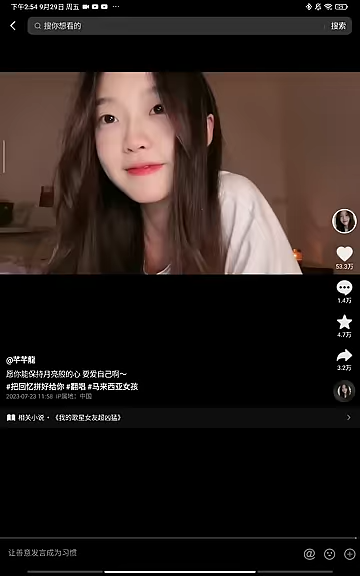 下午2:54 9月29日 周五
搜你想看的
搜索
53.3万
1.4万
4.7万
3.2万
@芊芊龍
愿你能保持月亮般的心 要爱自己啊～
#把回忆拼好给你 #翻唱 #马来西亚女孩
2023-07-23 11:58 IP属地：中国
相关小说·《我的歌星女友超凶猛》
让善意发言成为习惯